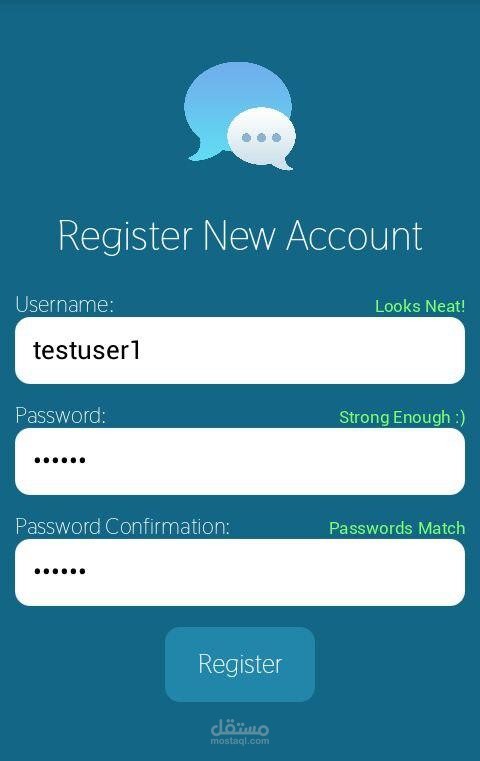 Register New Account
Username:
Looks Neat!
testuser1
Password:
Strong Enough :)
••••••
Password Confirmation:
Passwords Match
••••••
Register
مستقل
mostaql.com